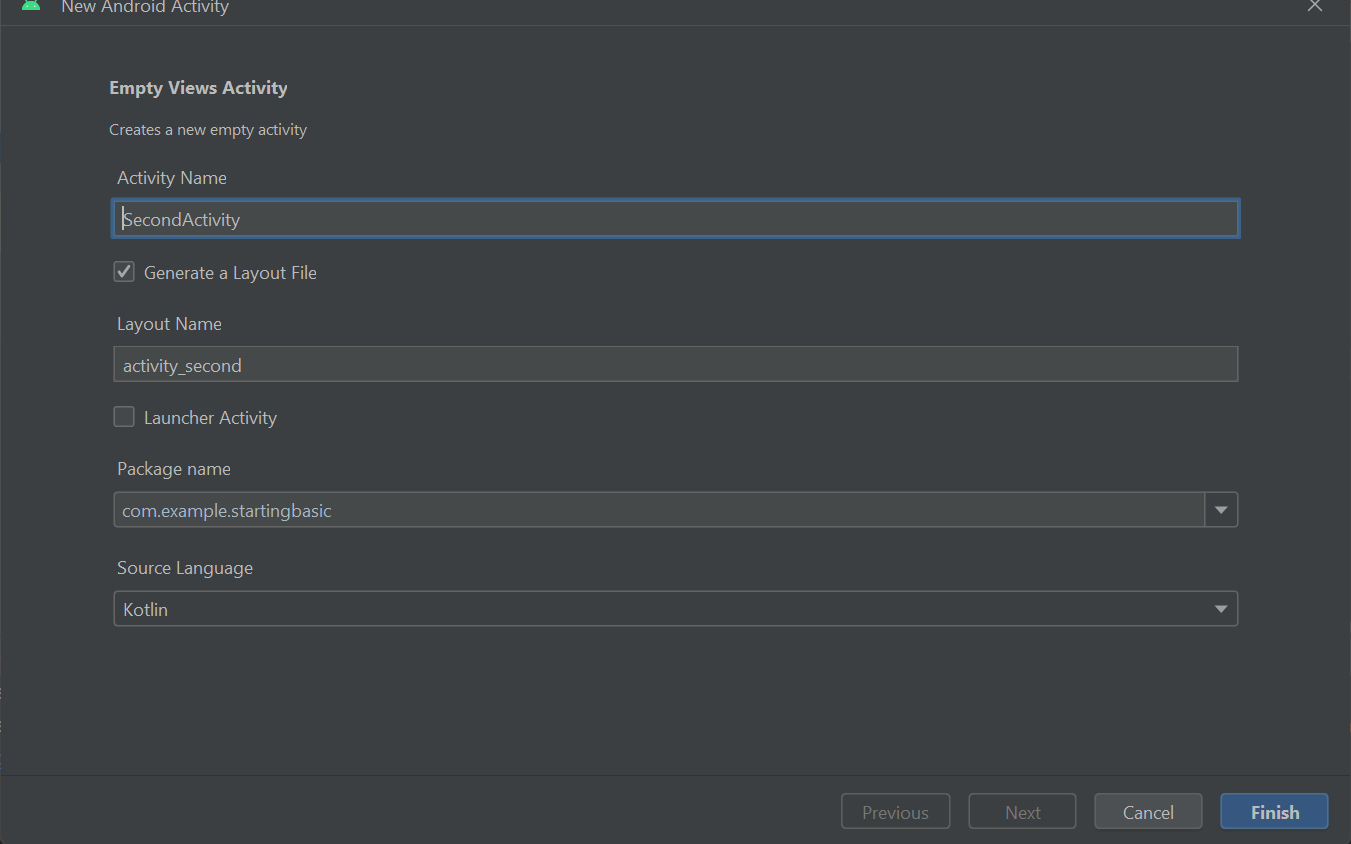 New Android Activity
Empty Views Activity
Creates a new empty activity
Activity Name
SecondActivity
Generate a Layout File
Layout Name
activity_second
Launcher Activity
Package name
com.example.startingbasic
Source Language
Kotlin
Previous Next Cancel Finish